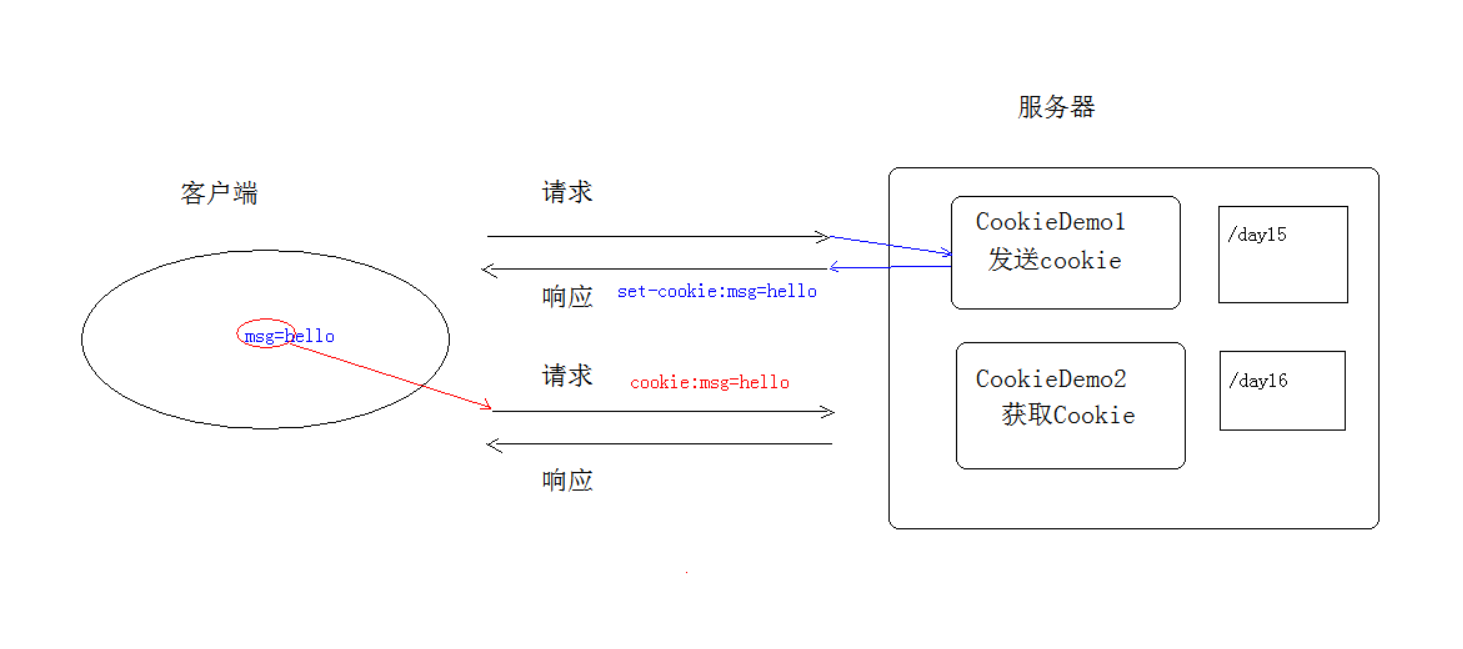 服务器
客户端
请求
CookieDemo1
发送cookie
/day15
响应
set-cookie:msg=hello
msg=hello
请求
cookie:msg=hello
CookieDemo2
获取Cookie
/day16
响应